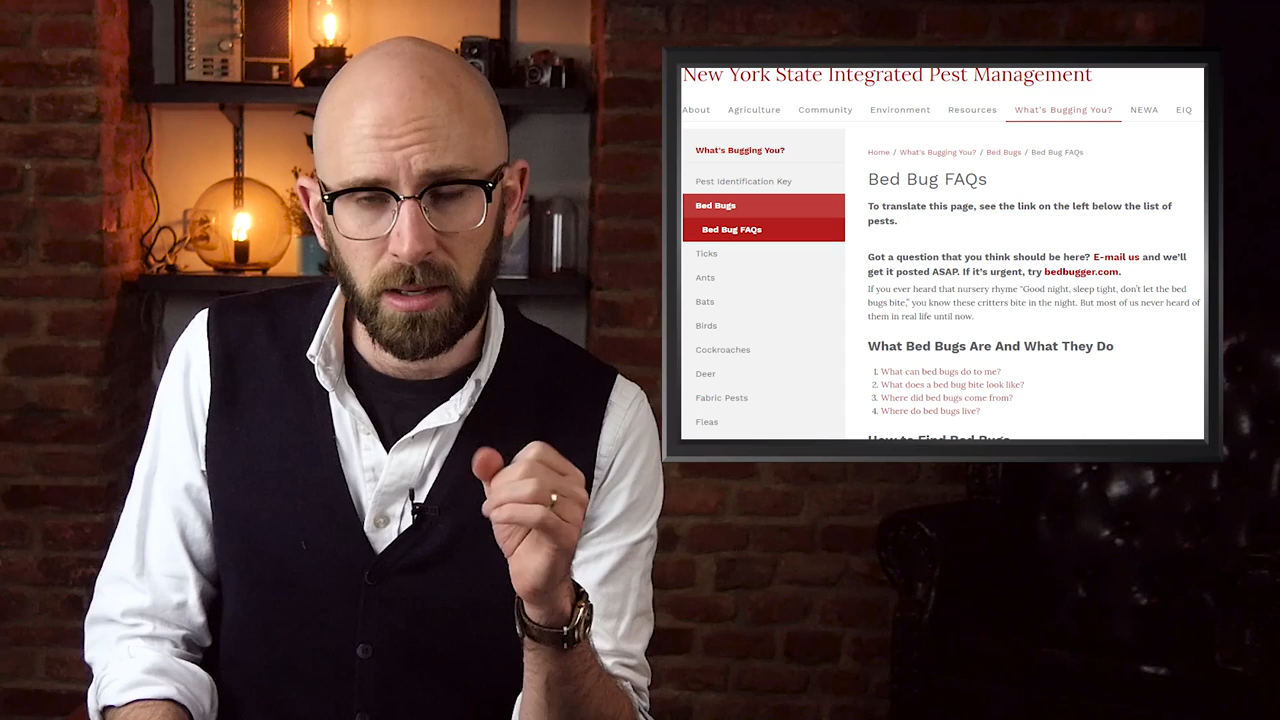 New York State Integrated Pest Management
About Agriculture Community Environment Resources What's Bugging You? NEWA EIQ
What's Bugging You?
Pest Identification Key
Bed Bugs
Bed Bug FAQs
Ticks
Ants
Bats
Birds
Cockroaches
Deer
Fabric Pests
Fleas
Home / What's Bugging You? / Bed Bugs / Bed Bug FAQs
Bed Bug FAQs
To translate this page, see the link on the left below the list of
pests.
Got a question that you think should be here? E-mail us and we'll
get it posted ASAP. If it's urgent, try bedbugger.com.
If you ever heard that nursery rhyme "Good night, sleep tight, don't let the bed
bugs bite," you know these critters bite in the night. But most of us never heard of
them in real life until now.
What Bed Bugs Are And What They Do
1. What can bed bugs do to me?
2. What does a bed bug bite look like?
3. Where did bed bugs come from?
4. Where do bed bugs live?
How to Find Bed Bugs